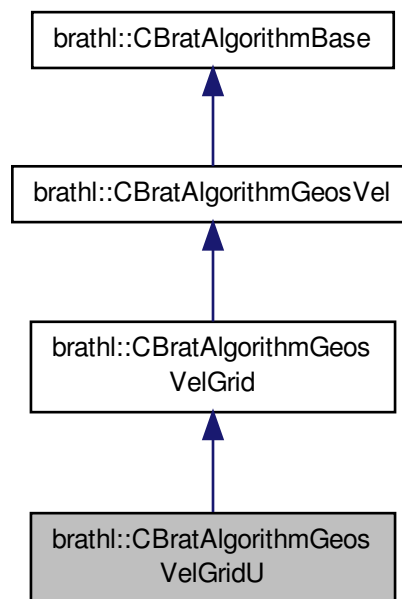 brathl::CBratAlgorithmBase
brathl::CBratAlgorithmGeosVel
brathl::CBratAlgorithmGeos
VelGrid
brathl::CBratAlgorithmGeos
VelGridU